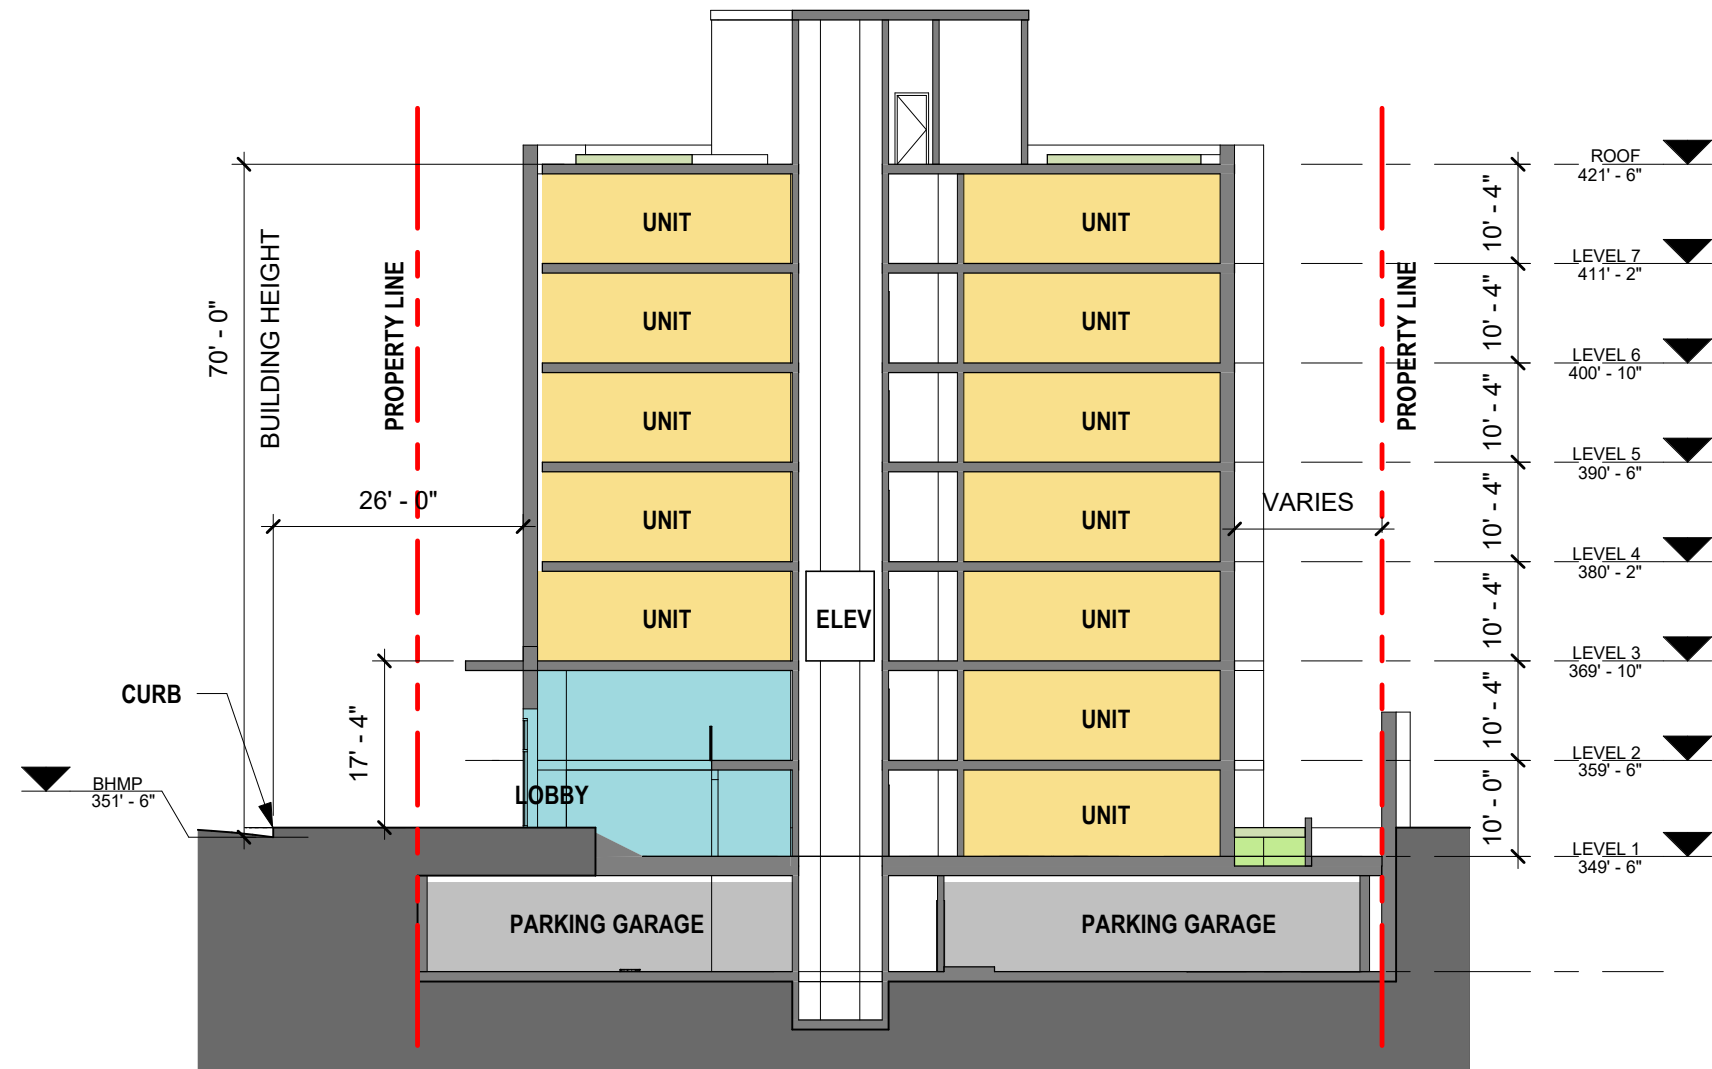 ROOF
421' - 6"
10' - 4"
UNIT
UNIT
BUILDING HEIGHT
70' - 0"
PROPERTY LINE
PROPERTY LINE
LEVEL 7
411' - 2"
10' - 4"
UNIT
UNIT
LEVEL 6
400' - 10"
10' - 4"
UNIT
UNIT
LEVEL 5
390' - 6"
26' - 0"
VARIES
10' - 4"
UNIT
UNIT
LEVEL 4
380' - 2"
10' - 4"
UNIT
ELEV
UNIT
LEVEL 3
369' - 10"
CURB
17' - 4"
10' - 4"
UNIT
LEVEL 2
359' - 6"
BHMP
351' - 6"
LOBBY
UNIT
10' - 0"
LEVEL 1
349' - 6"
PARKING GARAGE
PARKING GARAGE